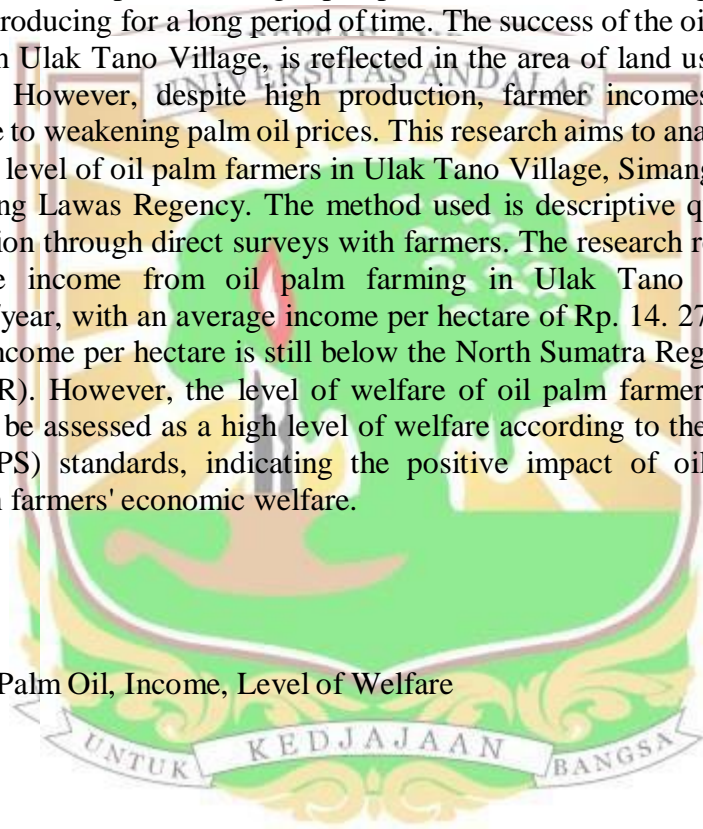 roducing for a long period of time. The success of the oi
n Ulak Tano Village, is reflected in the area of land us
UNIVERSITAS ANDALAS
However, despite high production, farmer incomes
e to weakening palm oil prices. This research aims to ana
level of oil palm farmers in Ulak Tano Village, Simang
ng Lawas Regency. The method used is descriptive q
ion through direct surveys with farmers. The research r
e income from oil palm farming in Ulak Tano
/year, with an average income per hectare of Rp. 14. 27
ncome per hectare is still below the North Sumatra Reg
R). However, the level of welfare of oil palm farmer
be assessed as a high level of welfare according to the
PS) standards, indicating the positive impact of oil
n farmers' economic welfare.
Palm Oil, Income, Level of Welfare
UNTUK KEDJAJAAN BANGSA